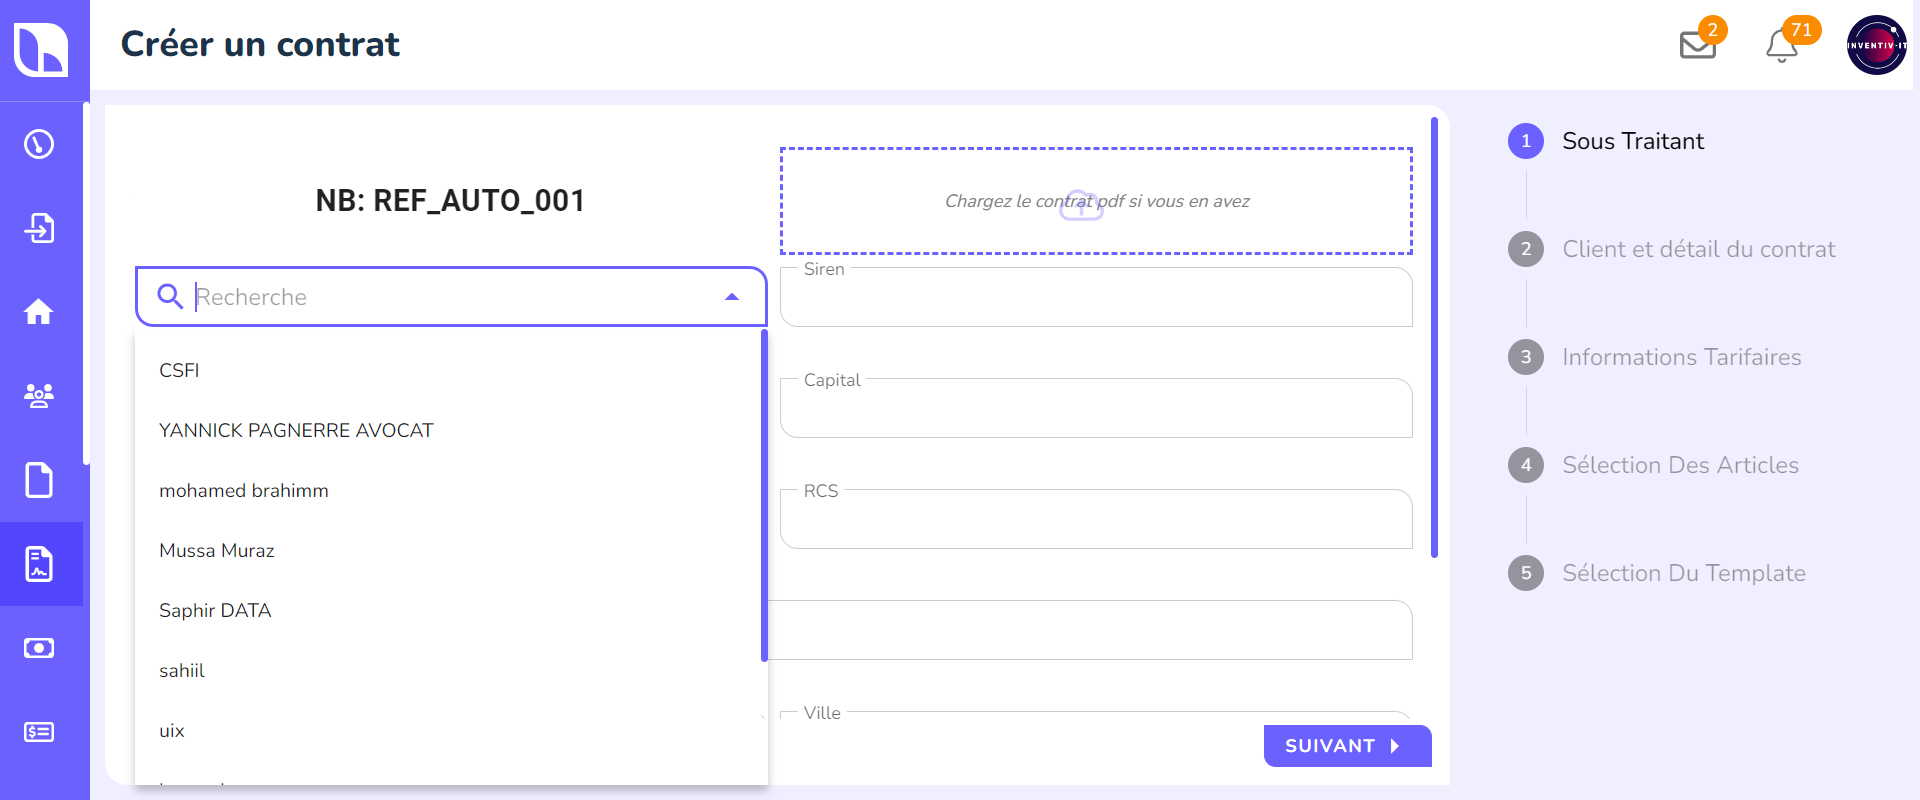 Créer un contrat
2
71
INVENTIV-IT
NB: REF_AUTO_001
Chargez le contrat pdf si vous en avez
Recherche
Siren
CSFI
YANNICK PAGNERRE AVOCAT
mohamed brahimm
Mussa Muraz
Saphir DATA
sahiil
uix
Capital
RCS
Ville
SUIVANT
1 Sous Traitant
2 Client et détail du contrat
3 Informations Tarifaires
4 Sélection Des Articles
5 Sélection Du Template